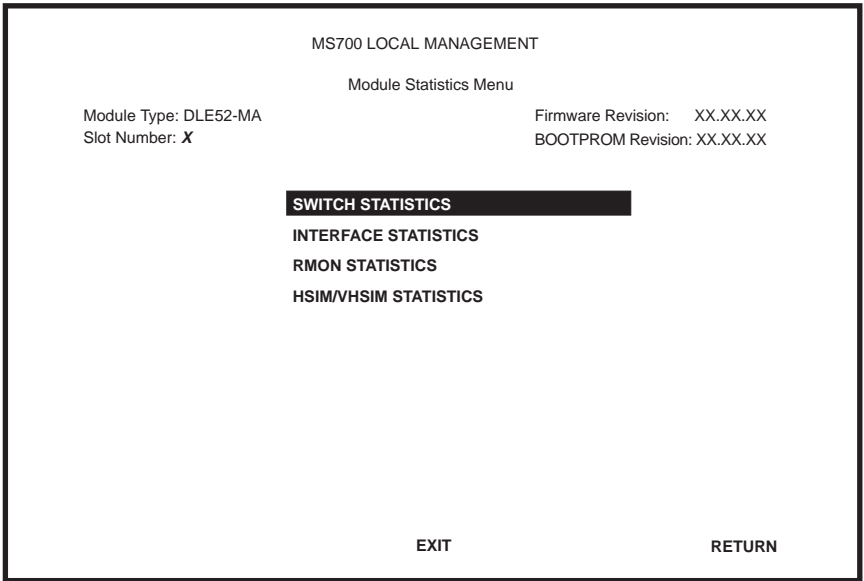 MS700 LOCAL MANAGEMENT
Module Statistics Menu
Module Type: DLE52-MA Firmware Revision: XX.XX.XX
Slot Number: X BOOTPROM Revision: XX.XX.XX
SWITCH STATISTICS
INTERFACE STATISTICS
RMON STATISTICS
HSIM/VHSIM STATISTICS
EXIT RETURN